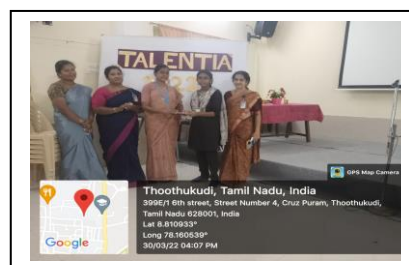 TALENTIA
2022
GPS Map Camera
Thoothukudi, Tamil Nadu, India
399E/1 6th street, Street Number 4, Cruz Puram, Thoothukudi,
Tamil Nadu 628001, India
Lat 8.810933°
Long 78.160539°
30/03/22 04:07 PM
Google